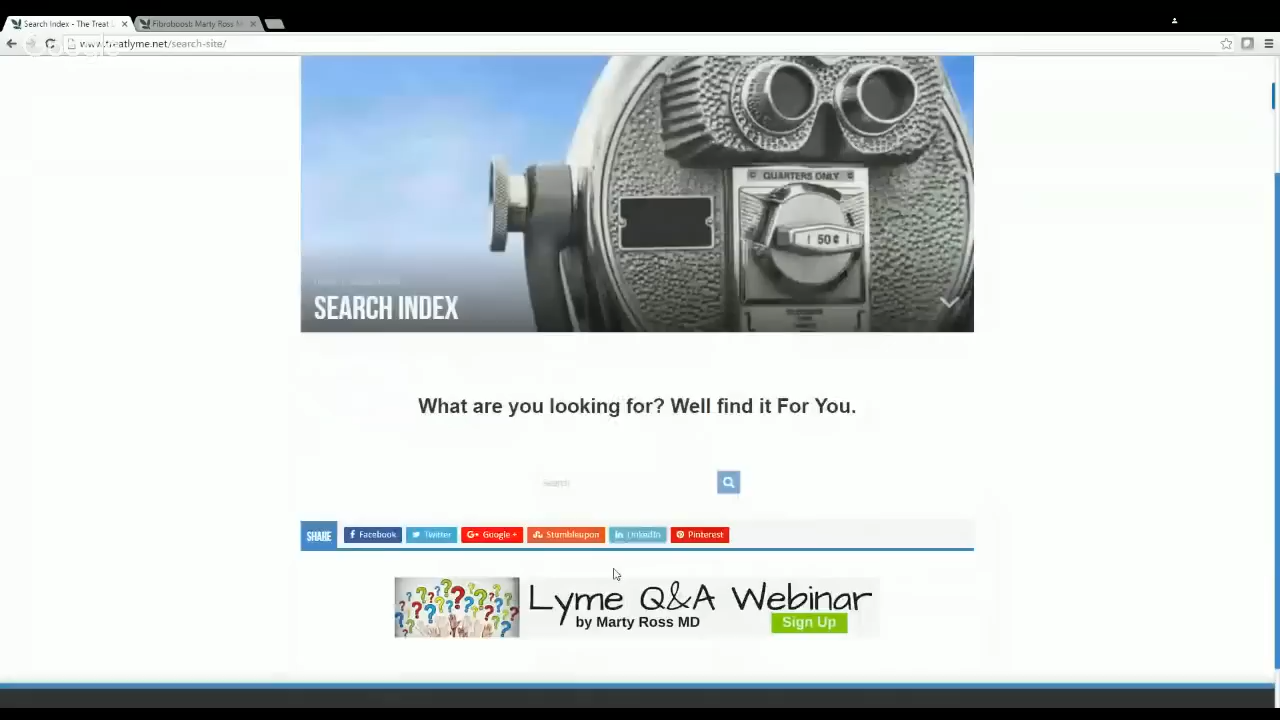 Search Index - The Treat L
Fibroboost: Marty Ross M
www.treatlyme.net/search-site/
QUARTERS ONLY
50¢
SEARCH INDEX
What are you looking for? Well find it For You.
Search
SHARE
Facebook
Twitter
Google +
Stumbleupon
LinkedIn
Pinterest
Lyme Q&A Webinar
by Marty Ross MD
Sign Up